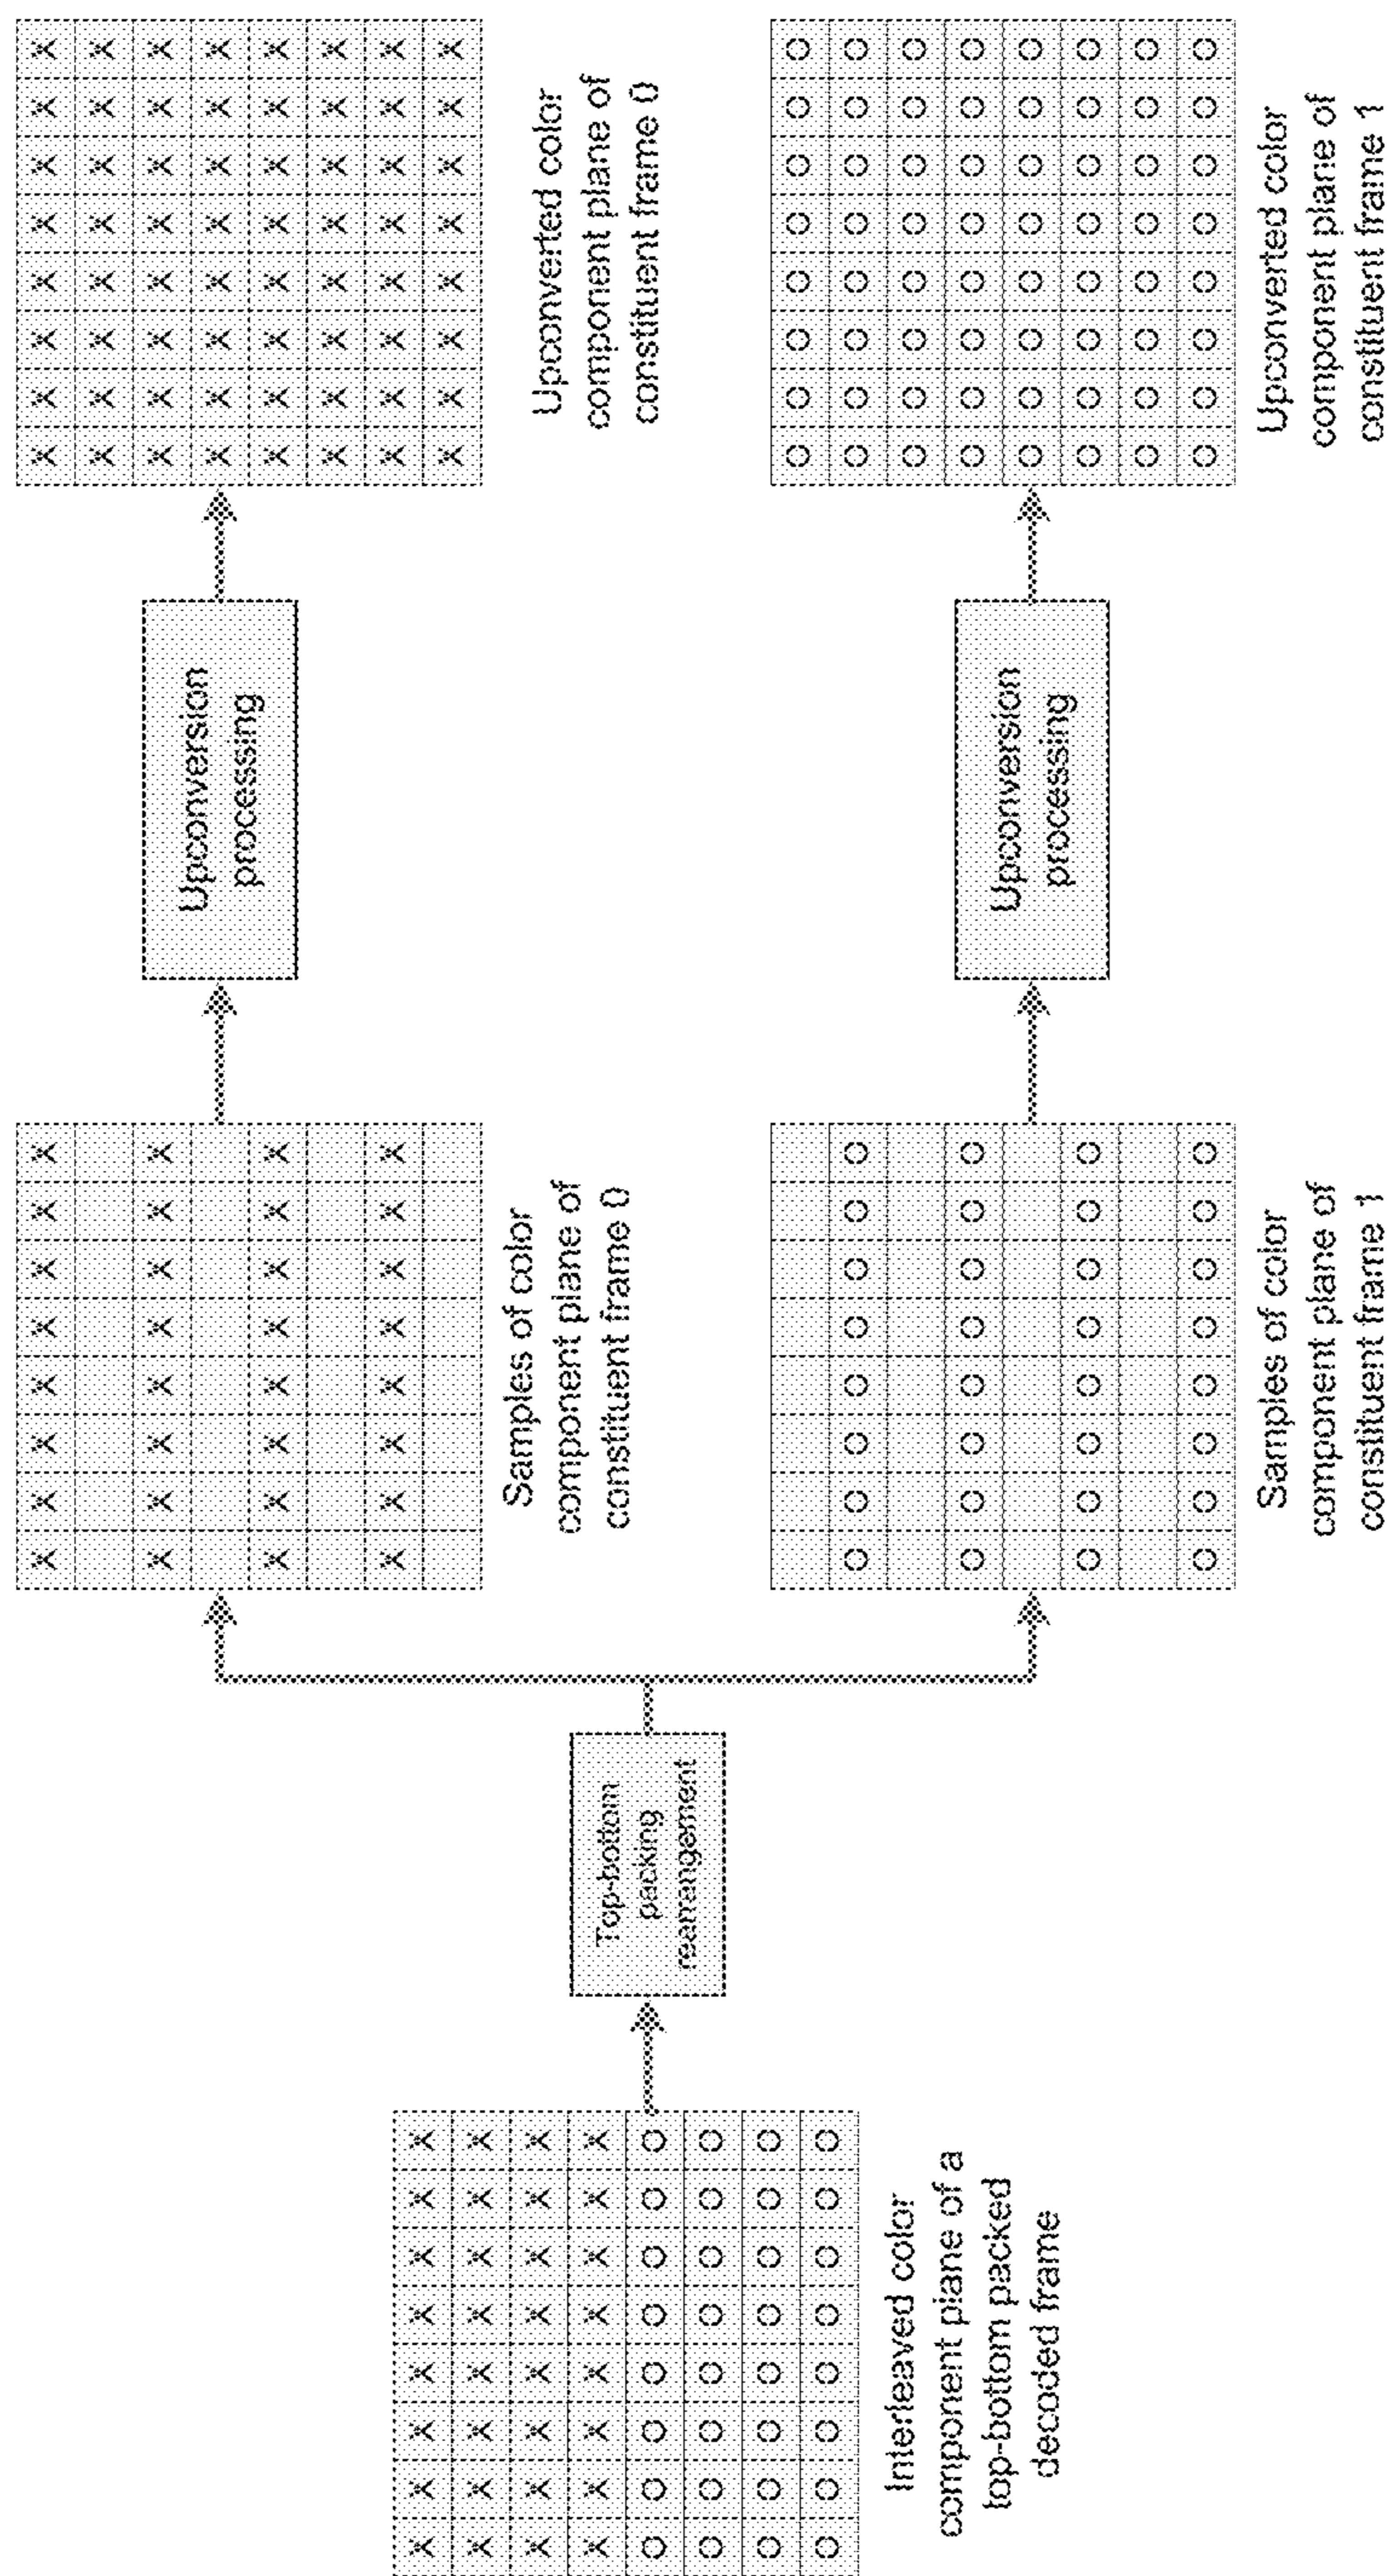 Interleaved color
component plane of a
top-bottom packed
decoded frame
Top-bottom
packing
rearrangement
Samples of color
component plane of
constituent frame 0
Upconversion
processing
Upconverted color
component plane of
constituent frame 0
Samples of color
component plane of
constituent frame 1
Upconversion
processing
Upconverted color
component plane of
constituent frame 1